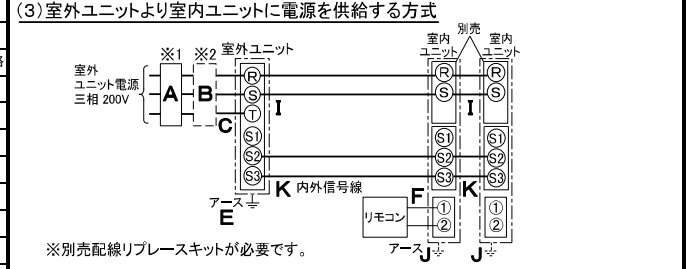 (3)室外ユニットより室内ユニットに電源を供給する方式
別売
※1 ※2 室外ユニット
室内
ユニット
室内
ユニット
室外
ユニット電源
三相 200V
A
B
C
R
S
T
S1
S2
S3
I
R
S
S1
S2
S3
I
R
S
S1
S2
S3
K 内外信号線
K
アース
E
F
リモコン
①
②
①
②
アース J
J
※別売配線リプレースキットが必要です。